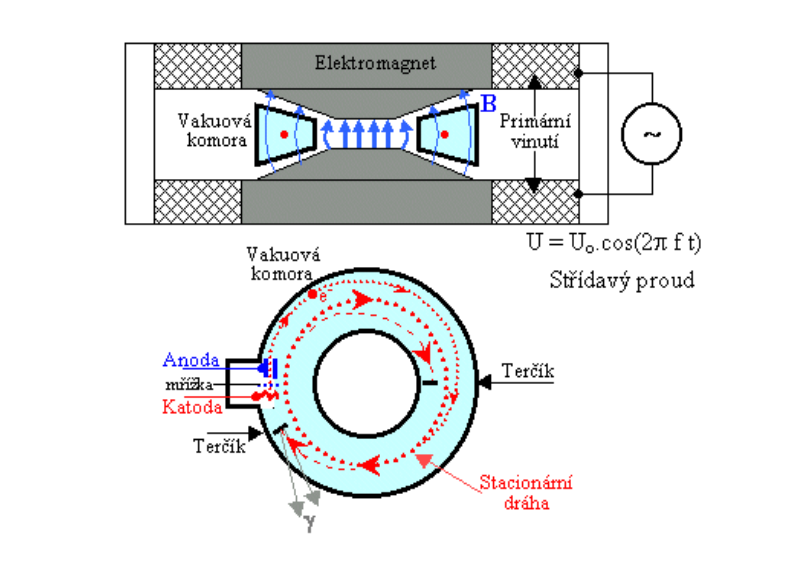 Elektromagnet
B
Vakuová
komora
Primární
vinutí
~
U = Uₒ.cos(2π f t)
Střídavý proud
Vakuová
komora
e⁻
Anoda
mřížka
Katoda
Terčík
Terčík
Stacionární
dráha
γ